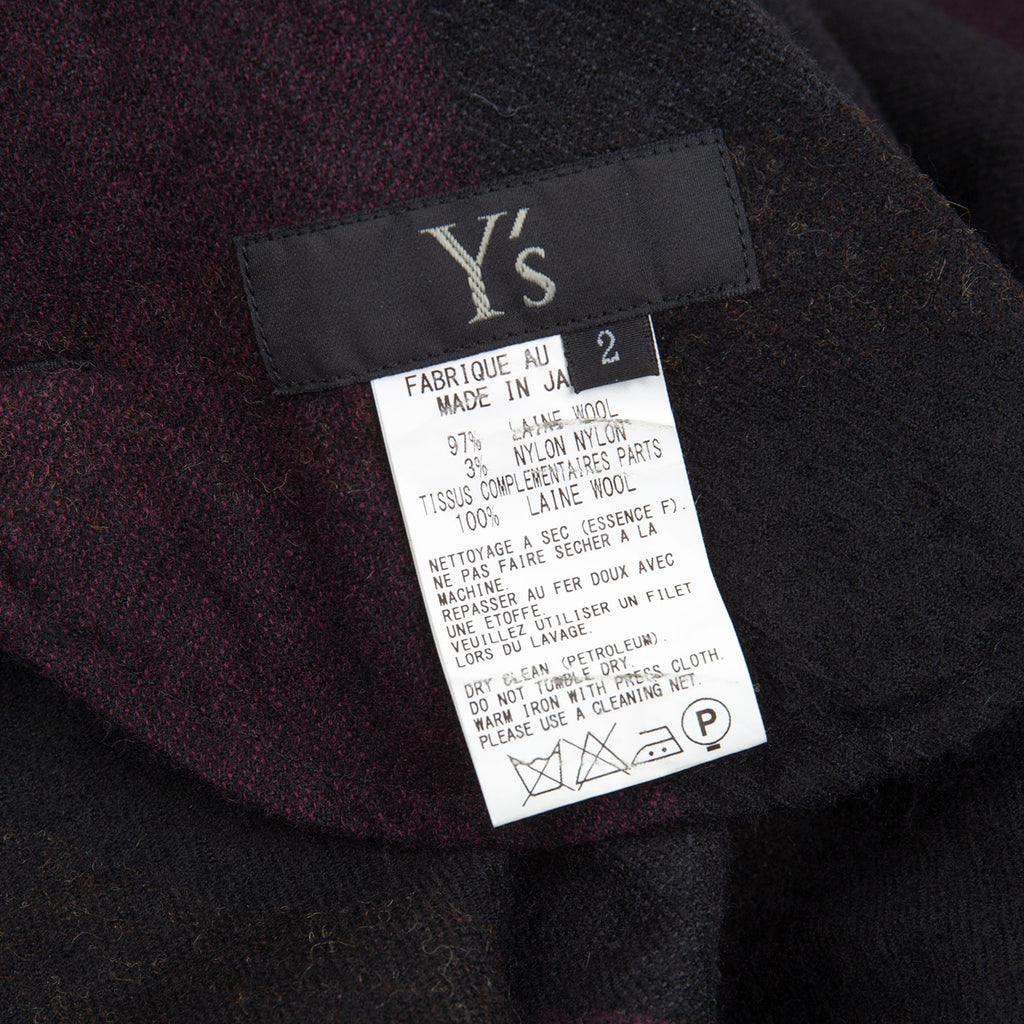 Y's
2
FABRIQUE AU
MADE IN JA
97% LAINE WOOL
3% NYLON NYLON
TISSUS COMPLEMENTAIRES PARTS
100% LAINE WOOL
NETTOYAGE A SEC (ESSENCE F).
NE PAS FAIRE SECHER A LA
MACHINE.
REPASSER AU FER DOUX AVEC
UNE ETOFFE.
VEUILLEZ UTILISER UN FILET
LORS DU LAVAGE.
DRY CLEAN (PETROLEUM).
DO NOT TUMBLE DRY.
WARM IRON WITH PRESS CLOTH.
PLEASE USE A CLEANING NET.
P